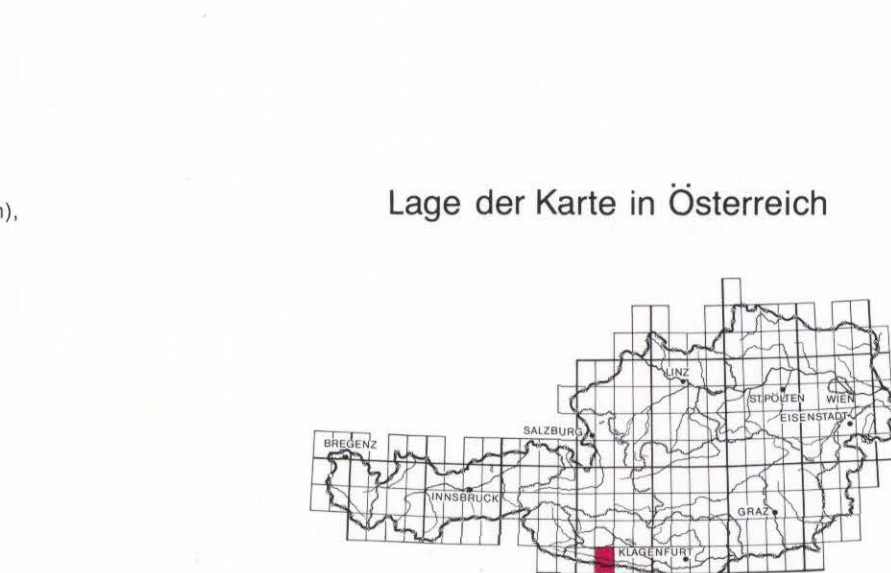 n),
Lage der Karte in Österreich
LINZ
ST.PÖLTEN
WIEN
EISENSTADT
SALZBURG
BREGENZ
INNSBRUCK
GRAZ
KLAGENFURT